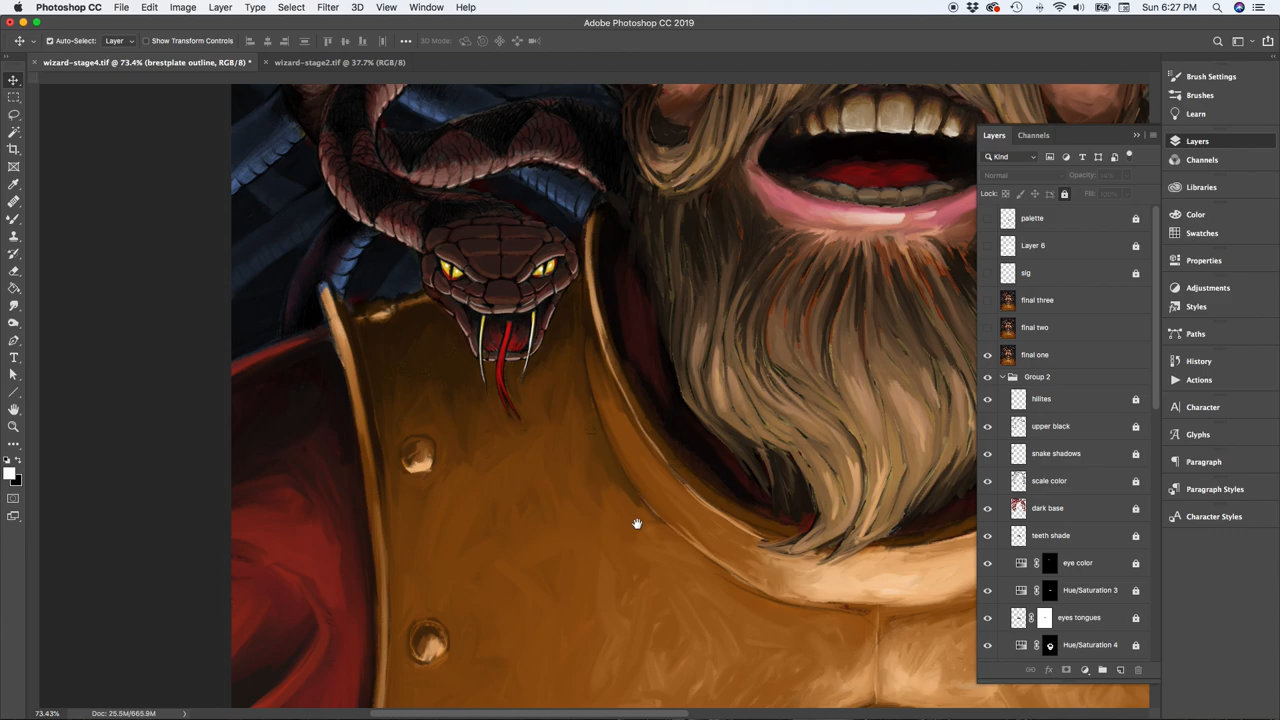 Photoshop CC File Edit Image Layer Type Select Filter 3D View Window Help Sun 6:27 PM
Adobe Photoshop CC 2019
Auto-Select: Layer Show Transform Controls 3D Mode:
wizard-stage4.tif @ 73.4% (brestplate outline, RGB/8) * wizard-stage2.tif @ 37.7% (RGB/8)
Brush Settings
Brushes
Learn
Layers
Channels
Libraries
Color
Swatches
Properties
Adjustments
Styles
Paths
History
Actions
Character
Glyphs
Paragraph
Paragraph Styles
Character Styles
Layers Channels
Kind
Normal Opacity:
Lock: Fill: 100%
palette
Layer 6
sig
final three
final two
final one
Group 2
hilites
upper black
snake shadows
scale color
dark base
teeth shade
eye color
Hue/Saturation 3
eyes tongues
Hue/Saturation 4
73.43% Doc: 25.5M/665.9M